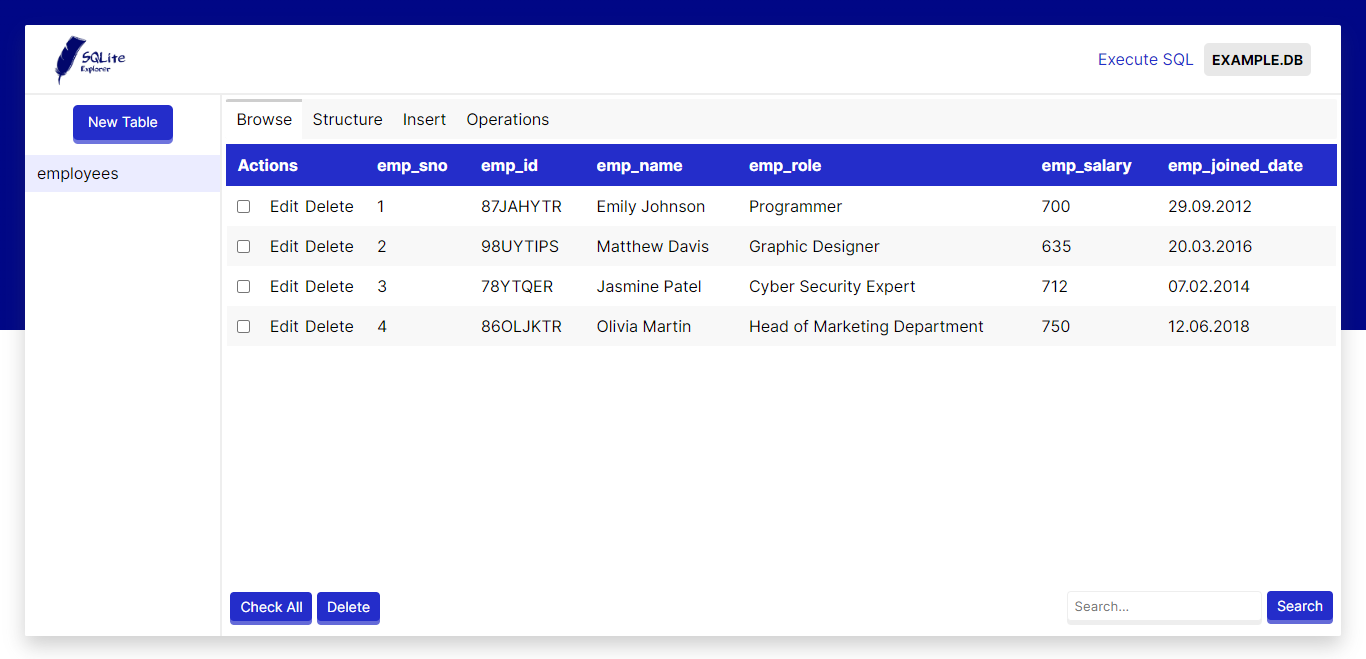 SQLite
Explorer
Execute SQL EXAMPLE.DB
New Table
employees
Browse Structure Insert Operations
Actions emp_sno emp_id emp_name emp_role emp_salary emp_joined_date
Edit Delete 1 87JAHYTR Emily Johnson Programmer 700 29.09.2012
Edit Delete 2 98UYTIPS Matthew Davis Graphic Designer 635 20.03.2016
Edit Delete 3 78YTQER Jasmine Patel Cyber Security Expert 712 07.02.2014
Edit Delete 4 86OLJKTR Olivia Martin Head of Marketing Department 750 12.06.2018
Check All Delete Search... Search